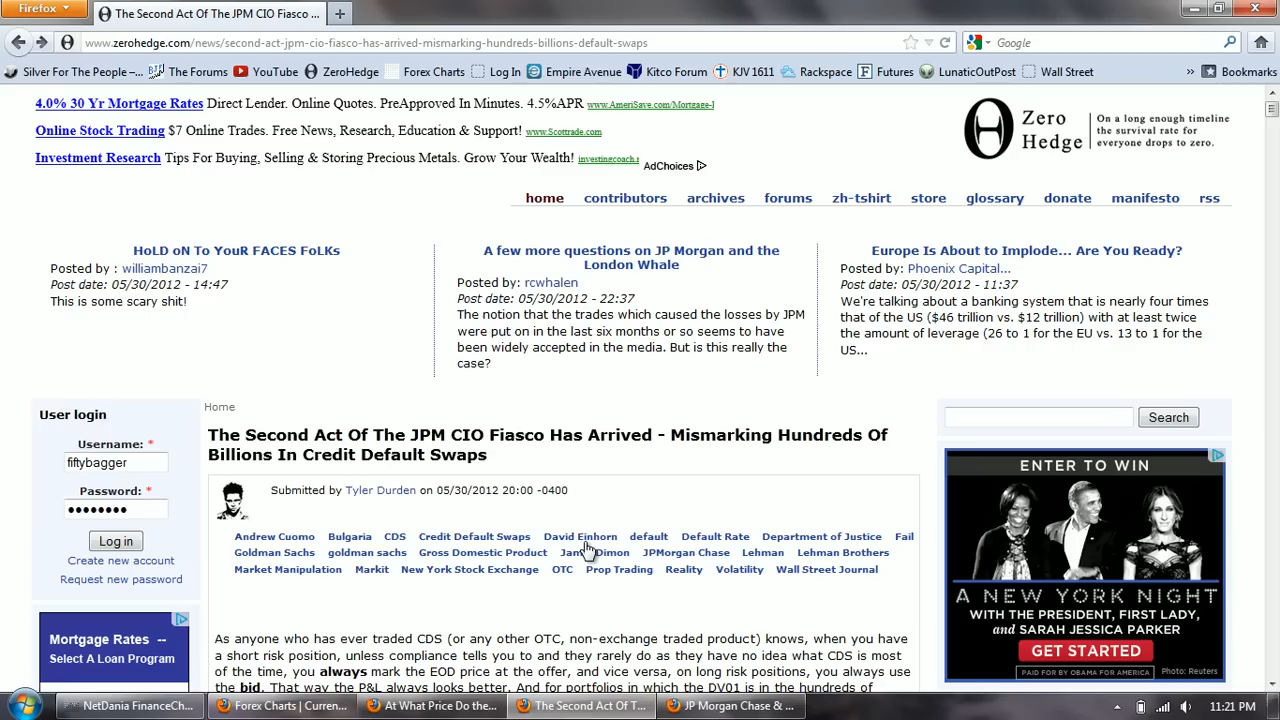 Firefox
The Second Act Of The JPM CIO Fiasco ...
www.zerohedge.com/news/second-act-jpm-cio-fiasco-has-arrived-mismarking-hundreds-billions-default-swaps
Google
Silver For The People –...
The Forums
YouTube
ZeroHedge
Forex Charts
Log In
Empire Avenue
Kitco Forum
KJV 1611
Rackspace
Futures
LunaticOutPost
Wall Street
»
Bookmarks
4.0% 30 Yr Mortgage Rates Direct Lender. Online Quotes. PreApproved In Minutes. 4.5%APR www.AmeriSave.com/Mortgage-l
Online Stock Trading $7 Online Trades. Free News, Research, Education & Support! www.Scottrade.com
Investment Research Tips For Buying, Selling & Storing Precious Metals. Grow Your Wealth! investingcoach.r
AdChoices
Zero Hedge
On a long enough timeline
the survival rate for
everyone drops to zero.
home contributors archives forums zh-tshirt store glossary donate manifesto rss
HoLD oN To YouR FACES FoLKs
Posted by : williambanzai7
Post date: 05/30/2012 - 14:47
This is some scary shit!
A few more questions on JP Morgan and the
London Whale
Posted by: rcwhalen
Post date: 05/30/2012 - 22:37
The notion that the trades which caused the losses by JPM
were put on in the last six months or so seems to have
been widely accepted in the media. But is this really the
case?
Europe Is About to Implode... Are You Ready?
Posted by: Phoenix Capital...
Post date: 05/30/2012 - 11:37
We're talking about a banking system that is nearly four times
that of the US ($46 trillion vs. $12 trillion) with at least twice
the amount of leverage (26 to 1 for the EU vs. 13 to 1 for the
US...
User login
Username: *
fiftybagger
Password: *
Log in
Create new account
Request new password
Mortgage Rates --
Select A Loan Program
Home
The Second Act Of The JPM CIO Fiasco Has Arrived - Mismarking Hundreds Of
Billions In Credit Default Swaps
Submitted by Tyler Durden on 05/30/2012 20:00 -0400
Andrew Cuomo Bulgaria CDS Credit Default Swaps David Einhorn default Default Rate Department of Justice Fail
Goldman Sachs goldman sachs Gross Domestic Product Dimon JPMorgan Chase Lehman Lehman Brothers
Market Manipulation Markit New York Stock Exchange OTC Prop Trading Reality Volatility Wall Street Journal
As anyone who has ever traded CDS (or any other OTC, non-exchange traded product) knows, when you have
a short risk position, unless compliance tells you to and they rarely do as they have no idea what CDS is most
of the time, you always mark the EOD price at the offer, and vice versa, on long risk positions, you always use
the bid. That way the P&L always looks better. And for portfolios in which the DV01 is in the hundreds of
Search
ENTER TO WIN
A NEW YORK NIGHT
WITH THE PRESIDENT, FIRST LADY,
and SARAH JESSICA PARKER
GET STARTED
PAID FOR BY OBAMA FOR AMERICA
Photo: Reuters
NetDania FinanceCh...
Forex Charts | Curren...
At What Price Do the...
The Second Act Of T...
JP Morgan Chase & ...
11:21 PM